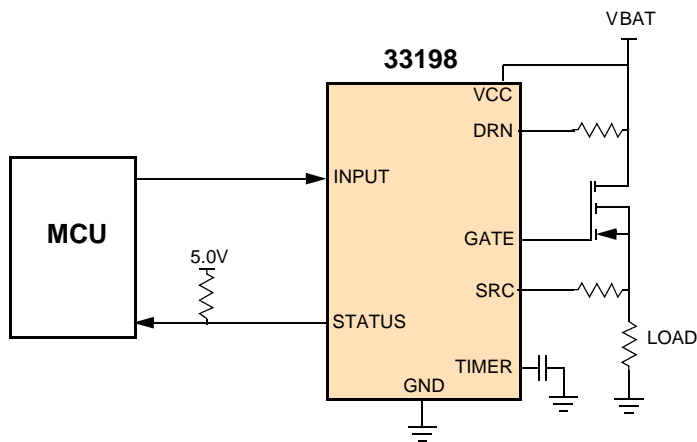 VBAT
33198
VCC
DRN
INPUT
MCU
GATE
5.0V
SRC
STATUS
LOAD
TIMER
GND